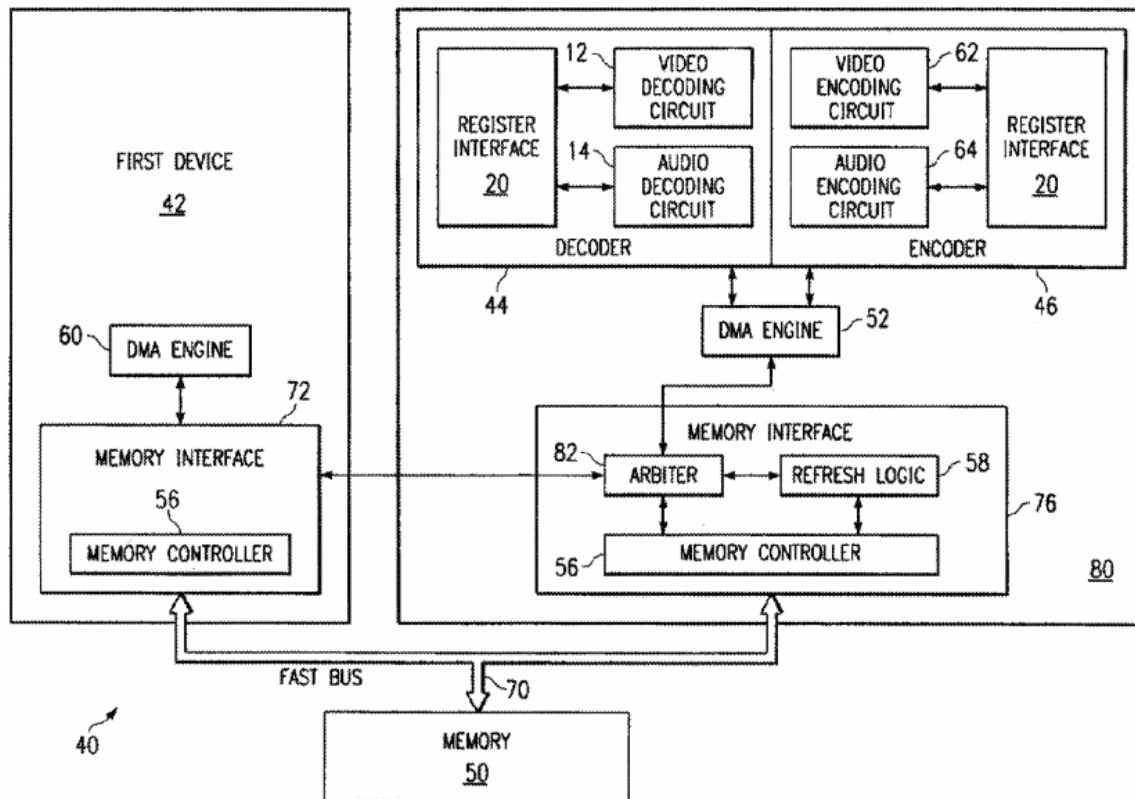 FIRST DEVICE
42
60
DMA ENGINE
72
MEMORY INTERFACE
56
MEMORY CONTROLLER
REGISTER
INTERFACE
20
12
VIDEO
DECODING
CIRCUIT
14
AUDIO
DECODING
CIRCUIT
DECODER
44
VIDEO
ENCODING
CIRCUIT
62
AUDIO
ENCODING
CIRCUIT
64
REGISTER
INTERFACE
20
ENCODER
46
DMA ENGINE
52
MEMORY INTERFACE
82
ARBITER
REFRESH LOGIC
58
76
56
MEMORY CONTROLLER
80
FAST BUS
70
40
MEMORY
50